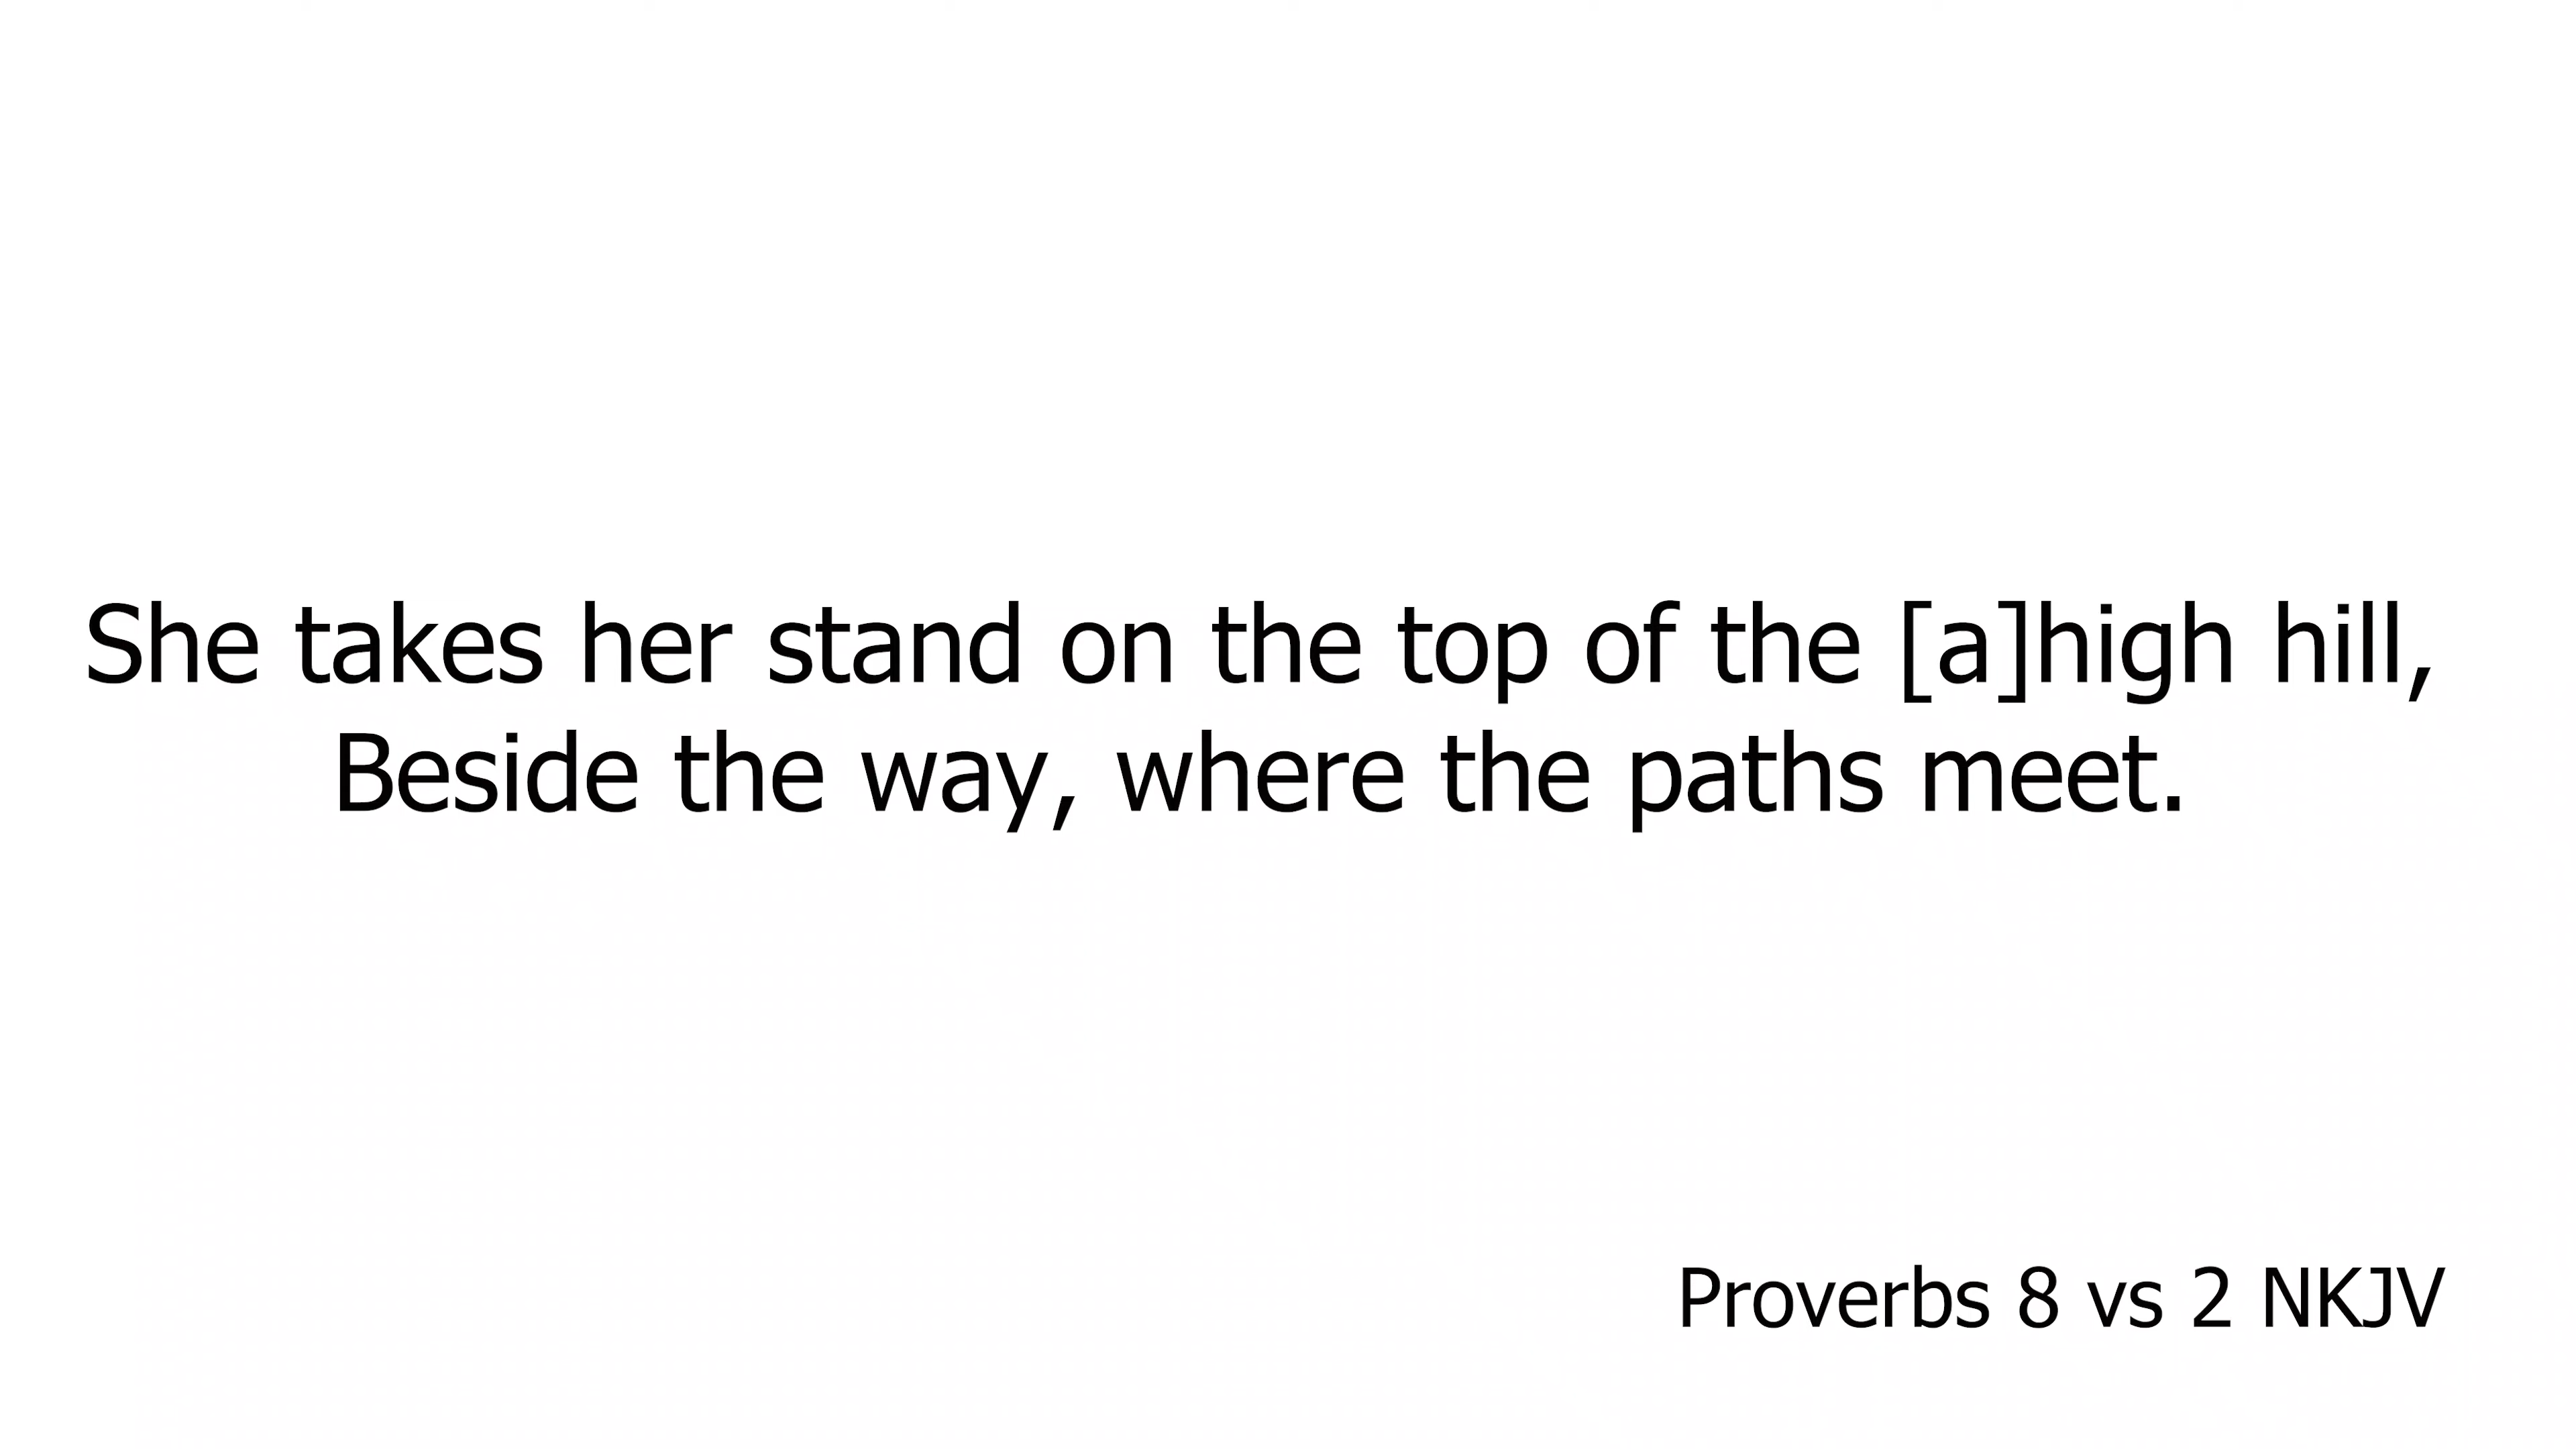 She takes her stand on the top of the [a]high hill,
Beside the way, where the paths meet.
Proverbs 8 vs 2 NKJV